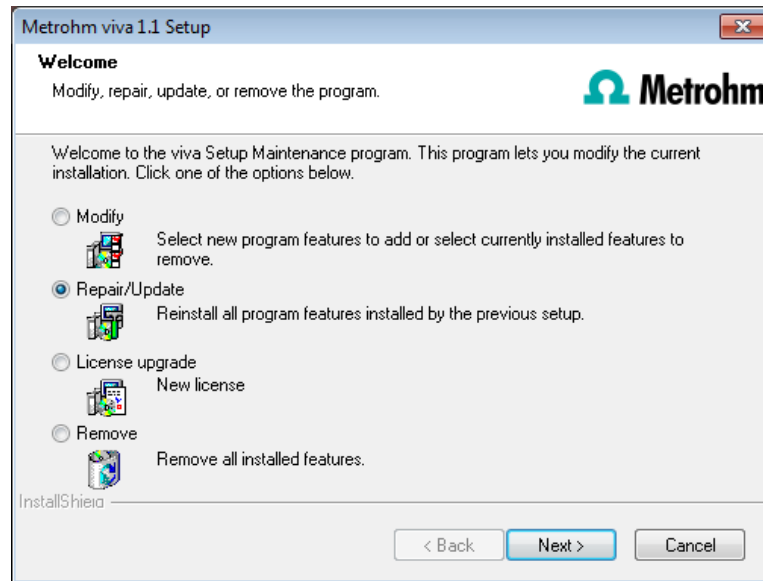 Metrohm viva 1.1 Setup
Welcome
Modify, repair, update, or remove the program.
Metrohm
Welcome to the viva Setup Maintenance program. This program lets you modify the current
installation. Click one of the options below.
Modify
Select new program features to add or select currently installed features to
remove.
Repair/Update
Reinstall all program features installed by the previous setup.
License upgrade
New license
Remove
Remove all installed features.
InstallShield
< Back
Next >
Cancel